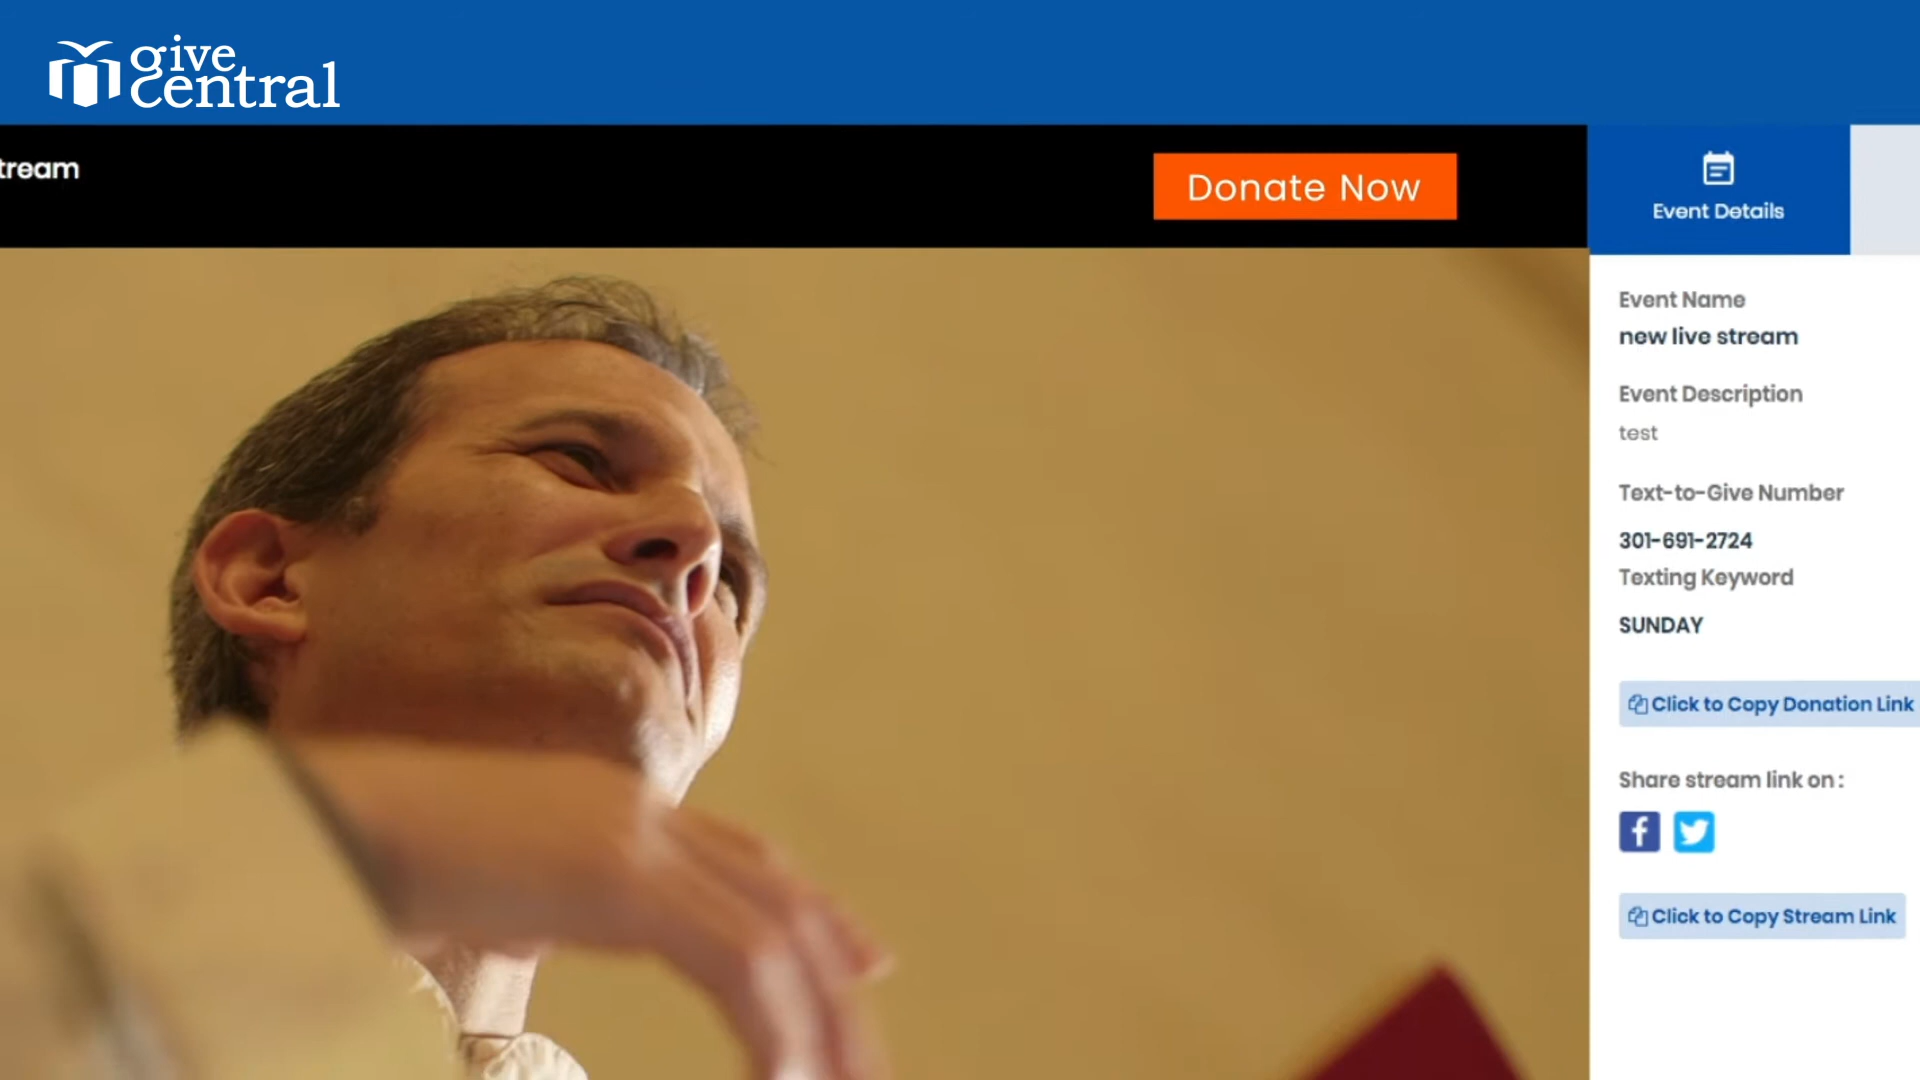 give
central
tream
Donate Now
Event Details
Event Name
new live stream
Event Description
test
Text-to-Give Number
301-691-2724
Texting Keyword
SUNDAY
Click to Copy Donation Link
Share stream link on :
Click to Copy Stream Link